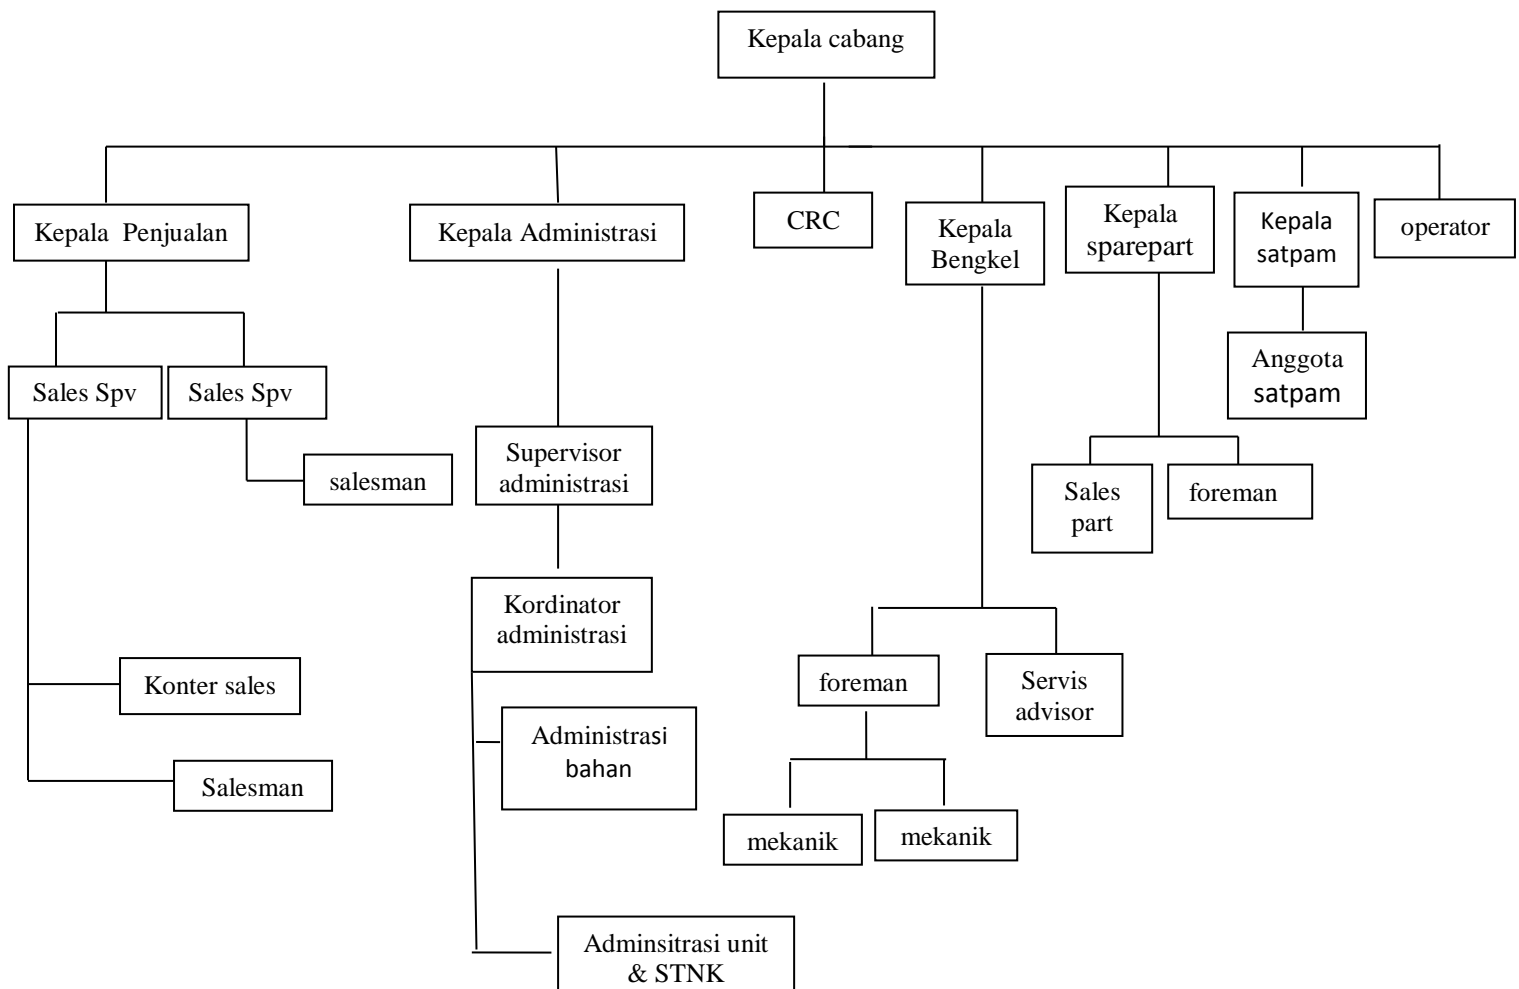 Kepala cabang
Kepala Penjualan
Kepala Administrasi
CRC
Kepala
Bengkel
Kepala
sparepart
Kepala
satpam
operator
Sales Spv
Sales Spv
Anggota
satpam
salesman
Supervisor
administrasi
Sales
part
foreman
Kordinator
administrasi
Konter sales
foreman
Servis
advisor
Administrasi
bahan
Salesman
mekanik
mekanik
Adminsitrasi unit
& STNK